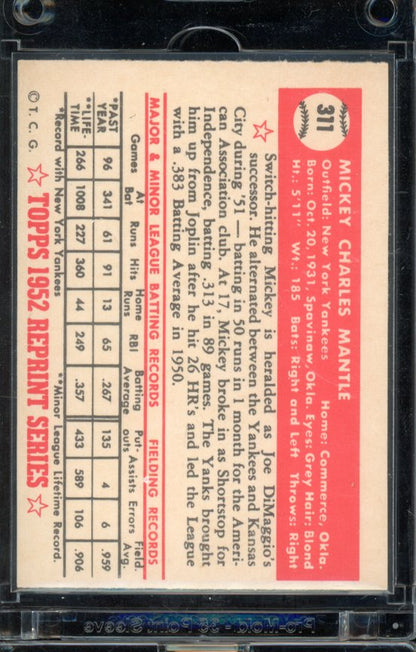 311
MICKEY CHARLES MANTLE
Outfield: New York Yankees Home: Commerce, Okla.
Born: Oct. 20, 1931, Spavinaw, Okla. Eyes: Grey Hair: Blond
Ht.: 5'11" Wt.: 185 Bats: Right and Left Throws: Right
☆ Switch-hitting Mickey is heralded as Joe DiMaggio's
successor. He alternated between the Yankees and Kansas
City during '51 — batting in 50 runs in 1 month for the Ameri-
can Association club. At 17, Mickey broke in as Shortstop for
Independence, batting .313 in 89 games. The Yanks brought
him up from Joplin after he hit 26 HR's and led the League
with a .383 Batting Average in 1950.
MAJOR & MINOR LEAGUE BATTING RECORDS FIELDING RECORDS
Games At Bat Runs Hits Home Runs RBI Batting Average Put-outs Assists Errors Field. Avg.
*PAST YEAR 96 341 61 91 13 65 .267 135 4 6 .959
**LIFE-TIME 266 1008 227 360 44 249 .357 433 589 106 .906
*Record with New York Yankees **Minor League Lifetime Record.
© T. C. G. ☆ TOPPS 1952 REPRINT SERIES ☆